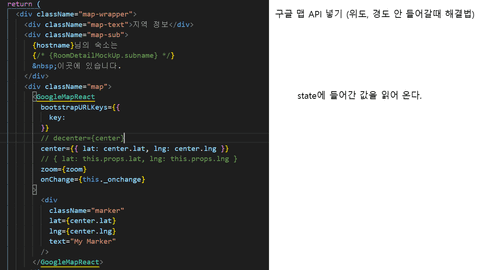 return (
<div className="map-wrapper">
<div className="map-text">지역 정보</div>
<div className="map-sub">
{hostname}님의 숙소는
{/* {RoomDetailMockUp.subname} */}
&nbsp;이곳에 있습니다.
</div>
<div className="map">
<GoogleMapReact
bootstrapURLKeys={{
key:
}}
// decenter={center}
center={{ lat: center.lat, lng: center.lng }}
// { lat: this.props.lat, lng: this.props.lng }
zoom={zoom}
onChange={this._onchange}
>
<div
className="marker"
lat={center.lat}
lng={center.lng}
text="My Marker"
/>
</GoogleMapReact>
구글 맵 API 넣기 (위도, 경도 안 들어갈때 해결법)
state에 들어간 값을 읽어 온다.